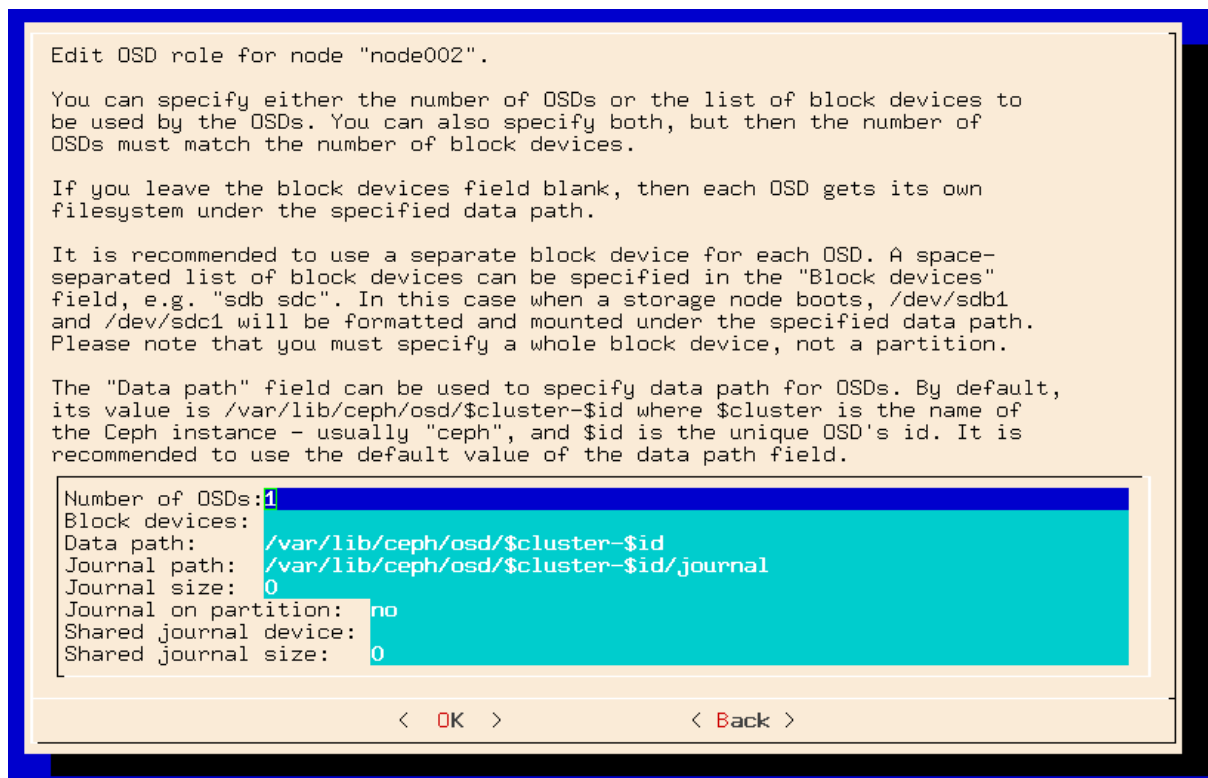 Edit OSD role for node "node002".
You can specify either the number of OSDs or the list of block devices to
be used by the OSDs. You can also specify both, but then the number of
OSDs must match the number of block devices.
If you leave the block devices field blank, then each OSD gets its own
filesystem under the specified data path.
It is recommended to use a separate block device for each OSD. A space-
separated list of block devices can be specified in the "Block devices"
field, e.g. "sdb sdc". In this case when a storage node boots, /dev/sdb1
and /dev/sdc1 will be formatted and mounted under the specified data path.
Please note that you must specify a whole block device, not a partition.
The "Data path" field can be used to specify data path for OSDs. By default,
its value is /var/lib/ceph/osd/$cluster-$id where $cluster is the name of
the Ceph instance - usually "ceph", and $id is the unique OSD's id. It is
recommended to use the default value of the data path field.
Number of OSDs:1
Block devices:
Data path: /var/lib/ceph/osd/$cluster-$id
Journal path: /var/lib/ceph/osd/$cluster-$id/journal
Journal size: 0
Journal on partition: no
Shared journal device:
Shared journal size: 0
< OK > < Back >